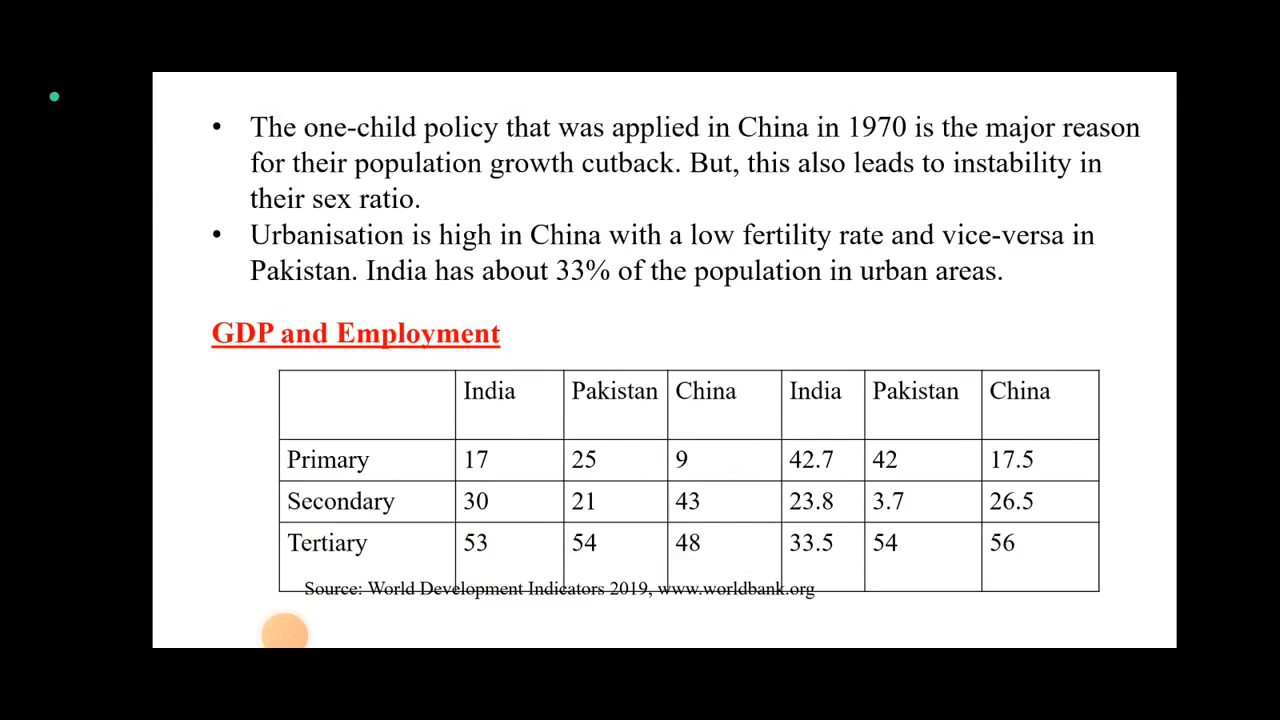 • The one-child policy that was applied in China in 1970 is the major reason
for their population growth cutback. But, this also leads to instability in
their sex ratio.
• Urbanisation is high in China with a low fertility rate and vice-versa in
Pakistan. India has about 33% of the population in urban areas.
GDP and Employment
India Pakistan China India Pakistan China
Primary 17 25 9 42.7 42 17.5
Secondary 30 21 43 23.8 3.7 26.5
Tertiary 53 54 48 33.5 54 56
Source: World Development Indicators 2019, www.worldbank.org